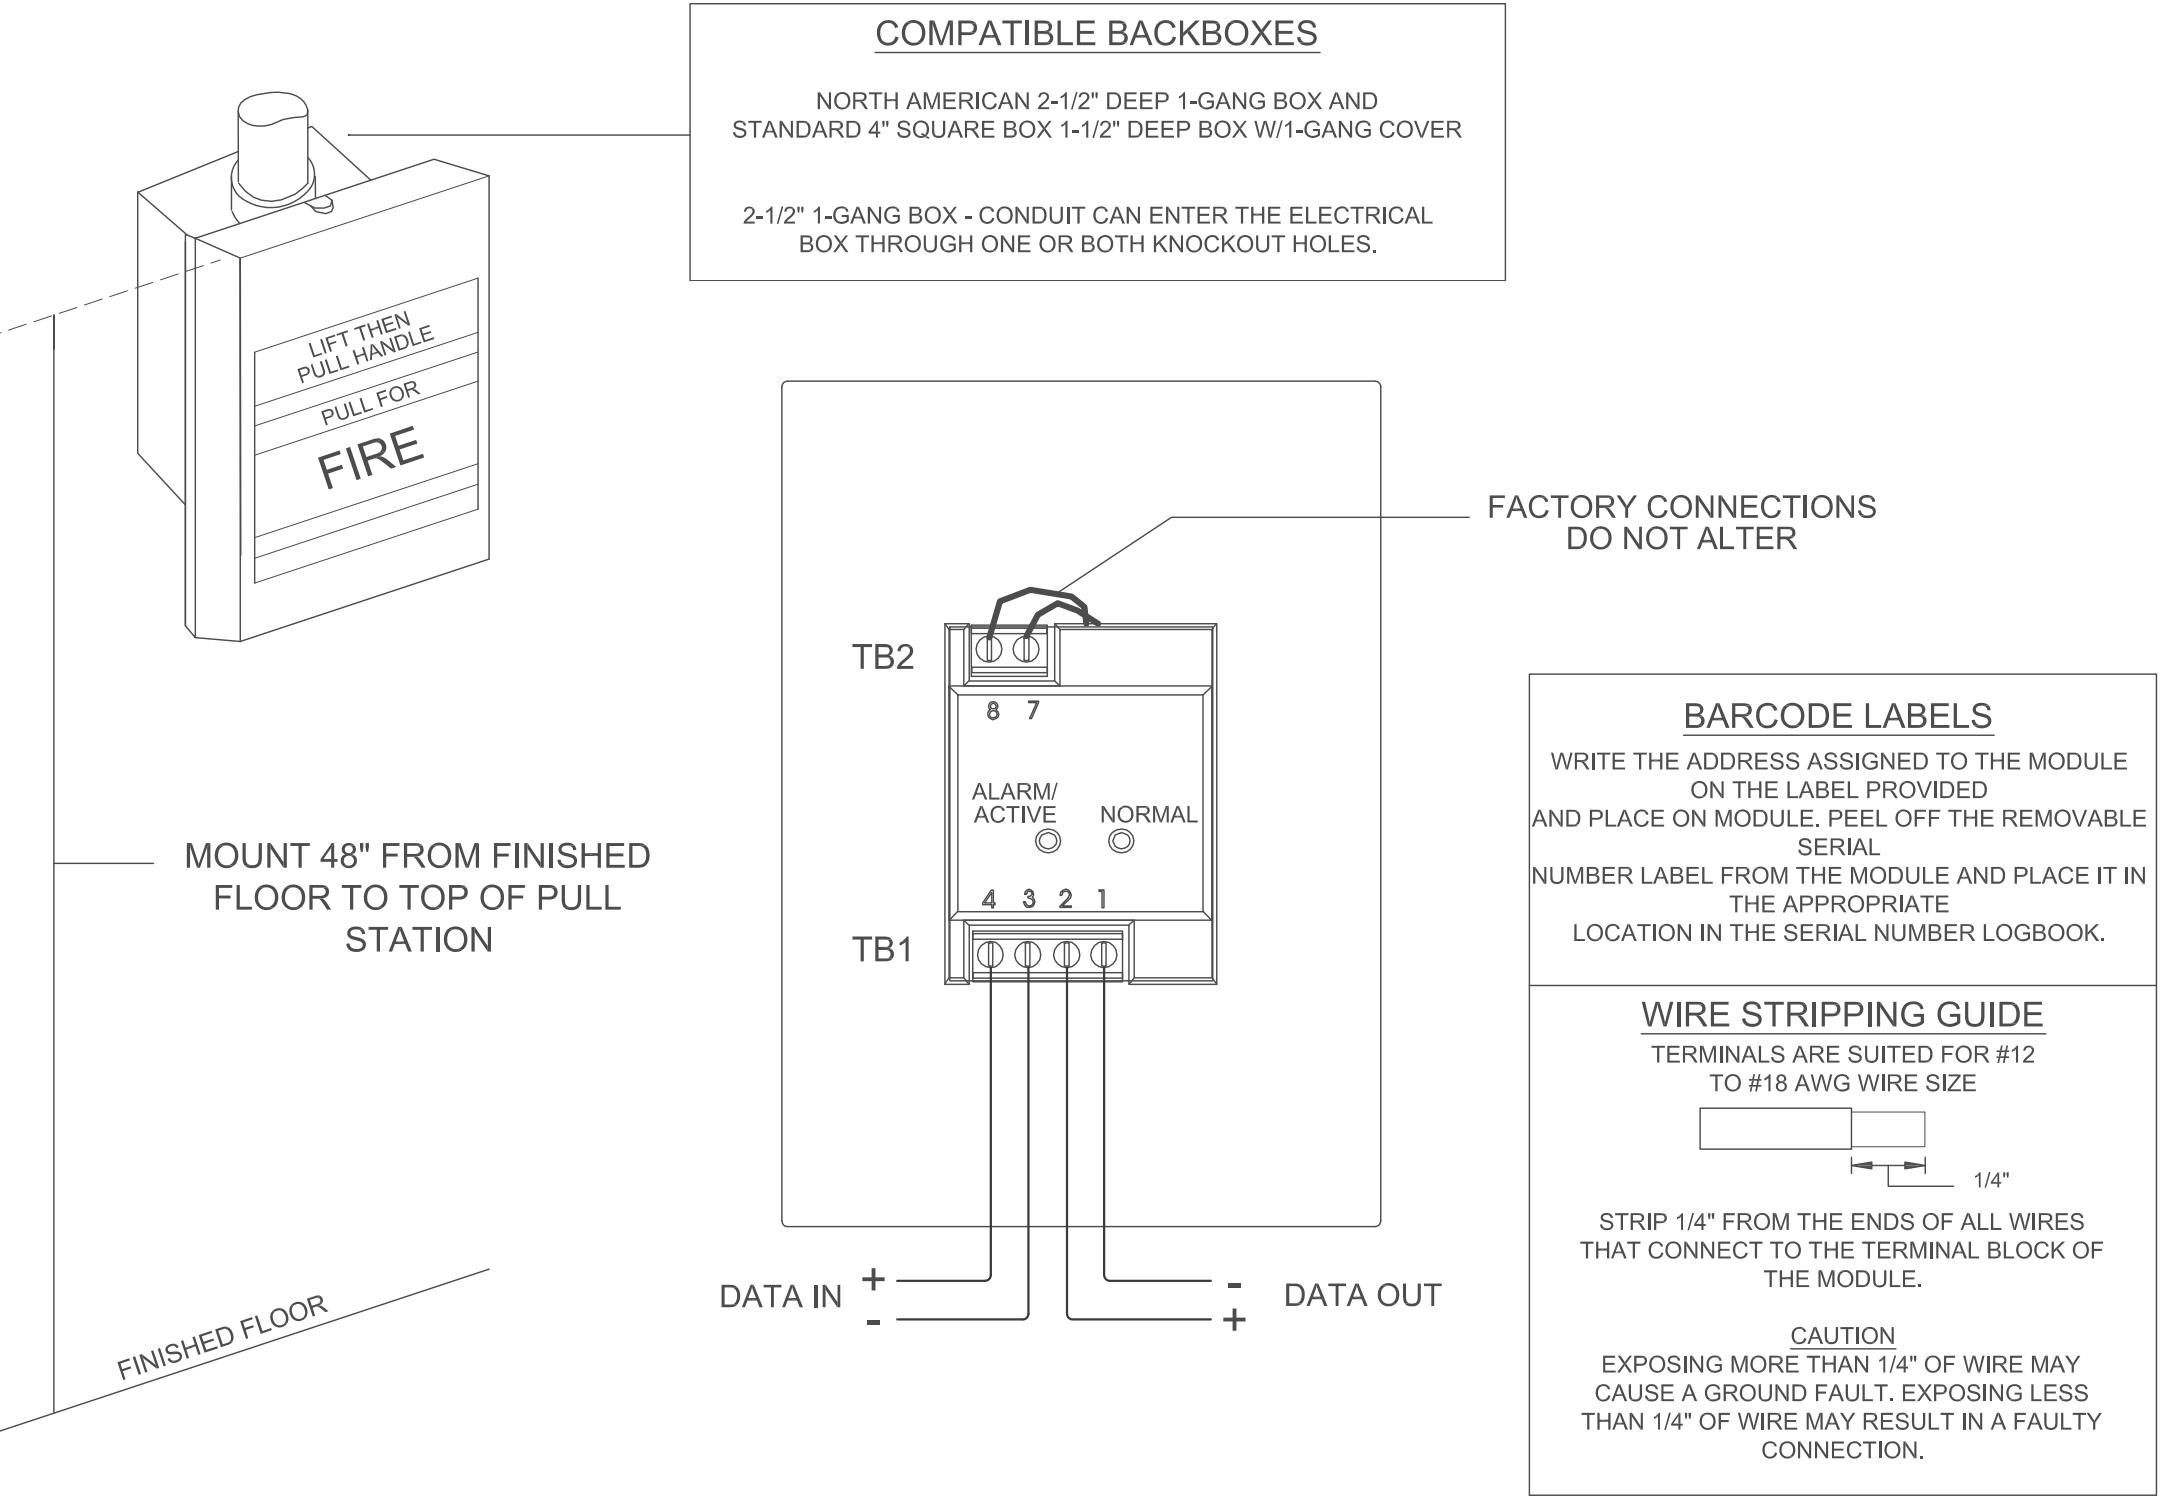 COMPATIBLE BACKBOXES
NORTH AMERICAN 2-1/2" DEEP 1-GANG BOX AND
STANDARD 4" SQUARE BOX 1-1/2" DEEP BOX W/1-GANG COVER
2-1/2" 1-GANG BOX - CONDUIT CAN ENTER THE ELECTRICAL
BOX THROUGH ONE OR BOTH KNOCKOUT HOLES.
LIFT THEN
PULL HANDLE
PULL FOR
FIRE
MOUNT 48" FROM FINISHED
FLOOR TO TOP OF PULL
STATION
FINISHED FLOOR
FACTORY CONNECTIONS
DO NOT ALTER
TB2
8 7
ALARM/
ACTIVE NORMAL
4 3 2 1
TB1
DATA IN + -
- + DATA OUT
BARCODE LABELS
WRITE THE ADDRESS ASSIGNED TO THE MODULE
ON THE LABEL PROVIDED
AND PLACE ON MODULE. PEEL OFF THE REMOVABLE
SERIAL
NUMBER LABEL FROM THE MODULE AND PLACE IT IN
THE APPROPRIATE
LOCATION IN THE SERIAL NUMBER LOGBOOK.
WIRE STRIPPING GUIDE
TERMINALS ARE SUITED FOR #12
TO #18 AWG WIRE SIZE
1/4"
STRIP 1/4" FROM THE ENDS OF ALL WIRES
THAT CONNECT TO THE TERMINAL BLOCK OF
THE MODULE.
CAUTION
EXPOSING MORE THAN 1/4" OF WIRE MAY
CAUSE A GROUND FAULT. EXPOSING LESS
THAN 1/4" OF WIRE MAY RESULT IN A FAULTY
CONNECTION.